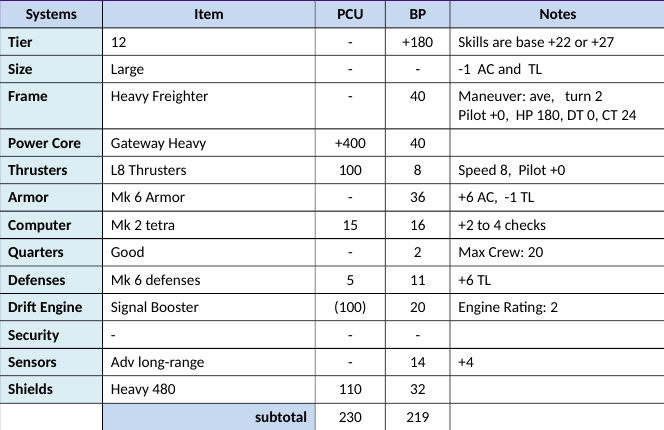 Systems Item PCU BP Notes
Tier 12 - +180 Skills are base +22 or +27
Size Large - - -1 AC and TL
Frame Heavy Freighter - 40 Maneuver: ave, turn 2
Pilot +0, HP 180, DT 0, CT 24
Power Core Gateway Heavy +400 40
Thrusters L8 Thrusters 100 8 Speed 8, Pilot +0
Armor Mk 6 Armor - 36 +6 AC, -1 TL
Computer Mk 2 tetra 15 16 +2 to 4 checks
Quarters Good - 2 Max Crew: 20
Defenses Mk 6 defenses 5 11 +6 TL
Drift Engine Signal Booster (100) 20 Engine Rating: 2
Security - - -
Sensors Adv long-range - 14 +4
Shields Heavy 480 110 32
subtotal 230 219